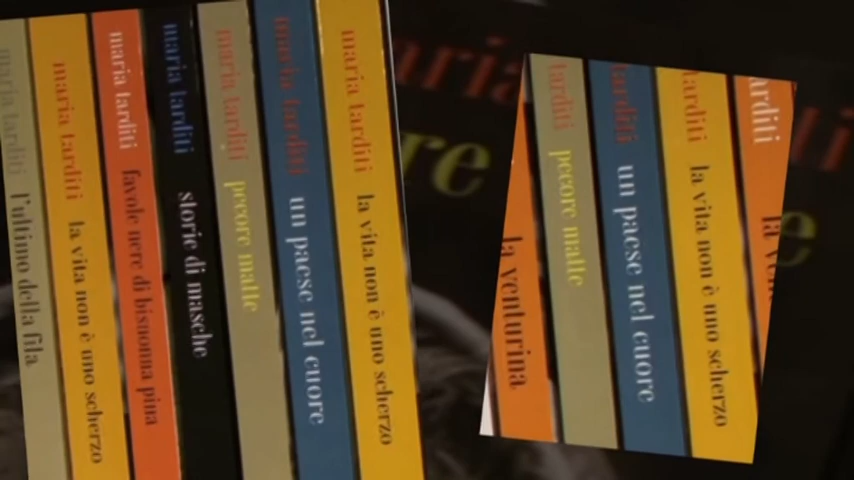 maria tarditi l'ultimo della fila
maria tarditi la vita non è uno scherzo
maria tarditi favole nere di bisnonna pina
maria tarditi storie di masche
maria tarditi pecore matte
maria tarditi un paese nel cuore
maria tarditi la vita non è uno scherzo
la venturina
tarditi pecore matte
tarditi un paese nel cuore
tarditi la vita non è uno scherzo
tarditi la